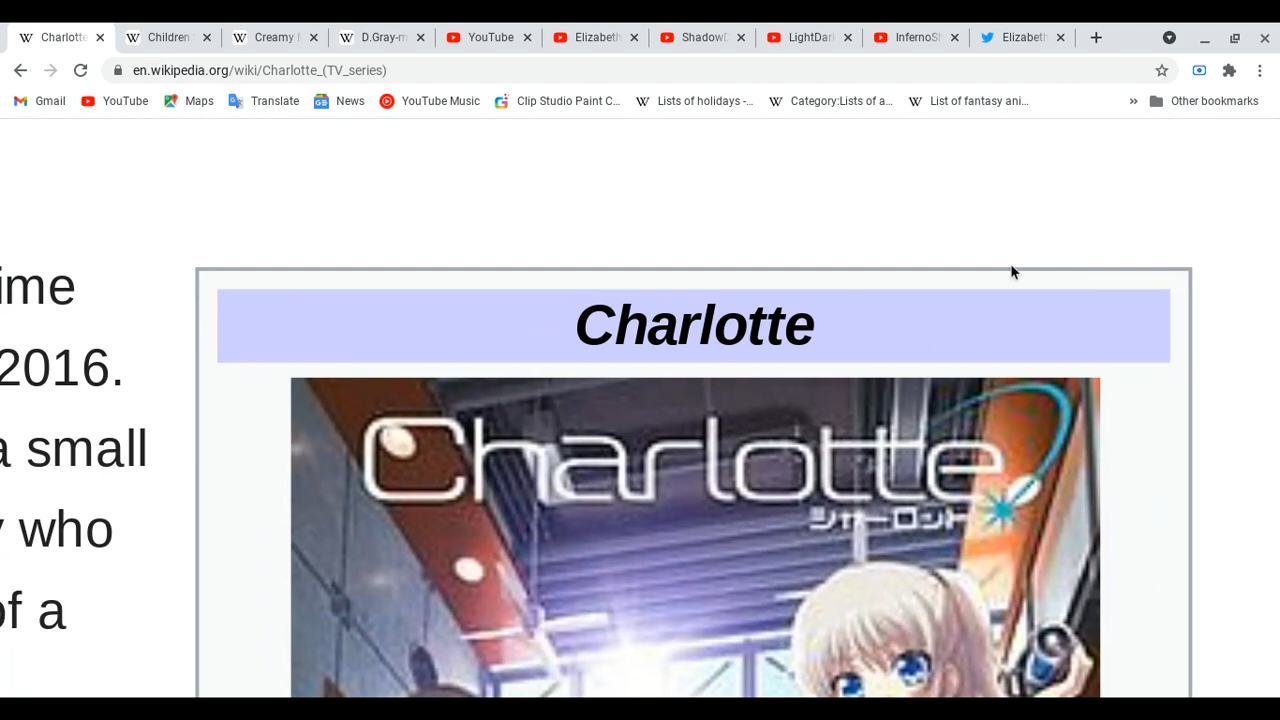 Charlotte
Children
Creamy
D.Gray-m
YouTube
Elizabeth
Shadow
LightDar
InfernoS
Elizabeth
en.wikipedia.org/wiki/Charlotte_(TV_series)
Gmail
YouTube
Maps
Translate
News
YouTube Music
Clip Studio Paint C...
Lists of holidays -...
Category:Lists of a...
List of fantasy ani...
Other bookmarks
ime
2016.
a small
y who
of a
Charlotte
Charlotte
シャーロット